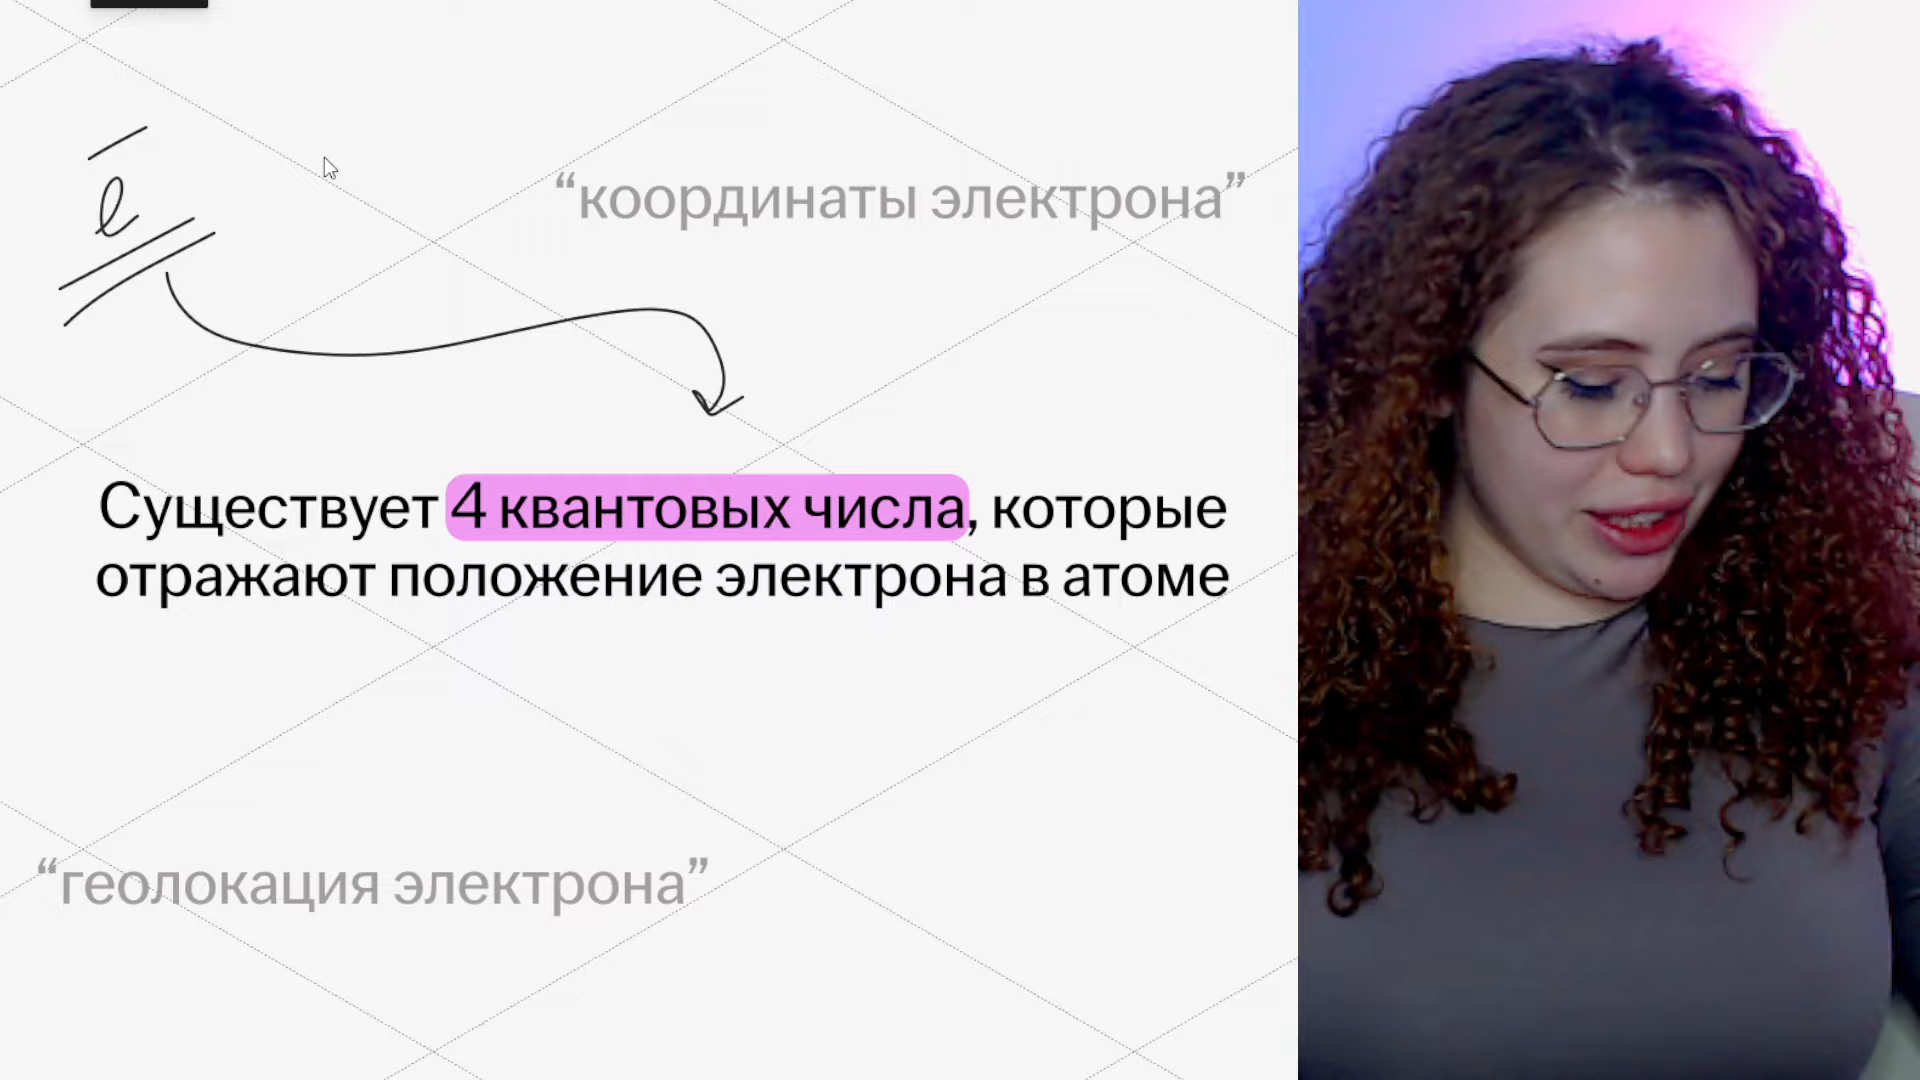 ē
“координаты электрона”
Существует 4 квантовых числа, которые
отражают положение электрона в атоме
“геолокация электрона”